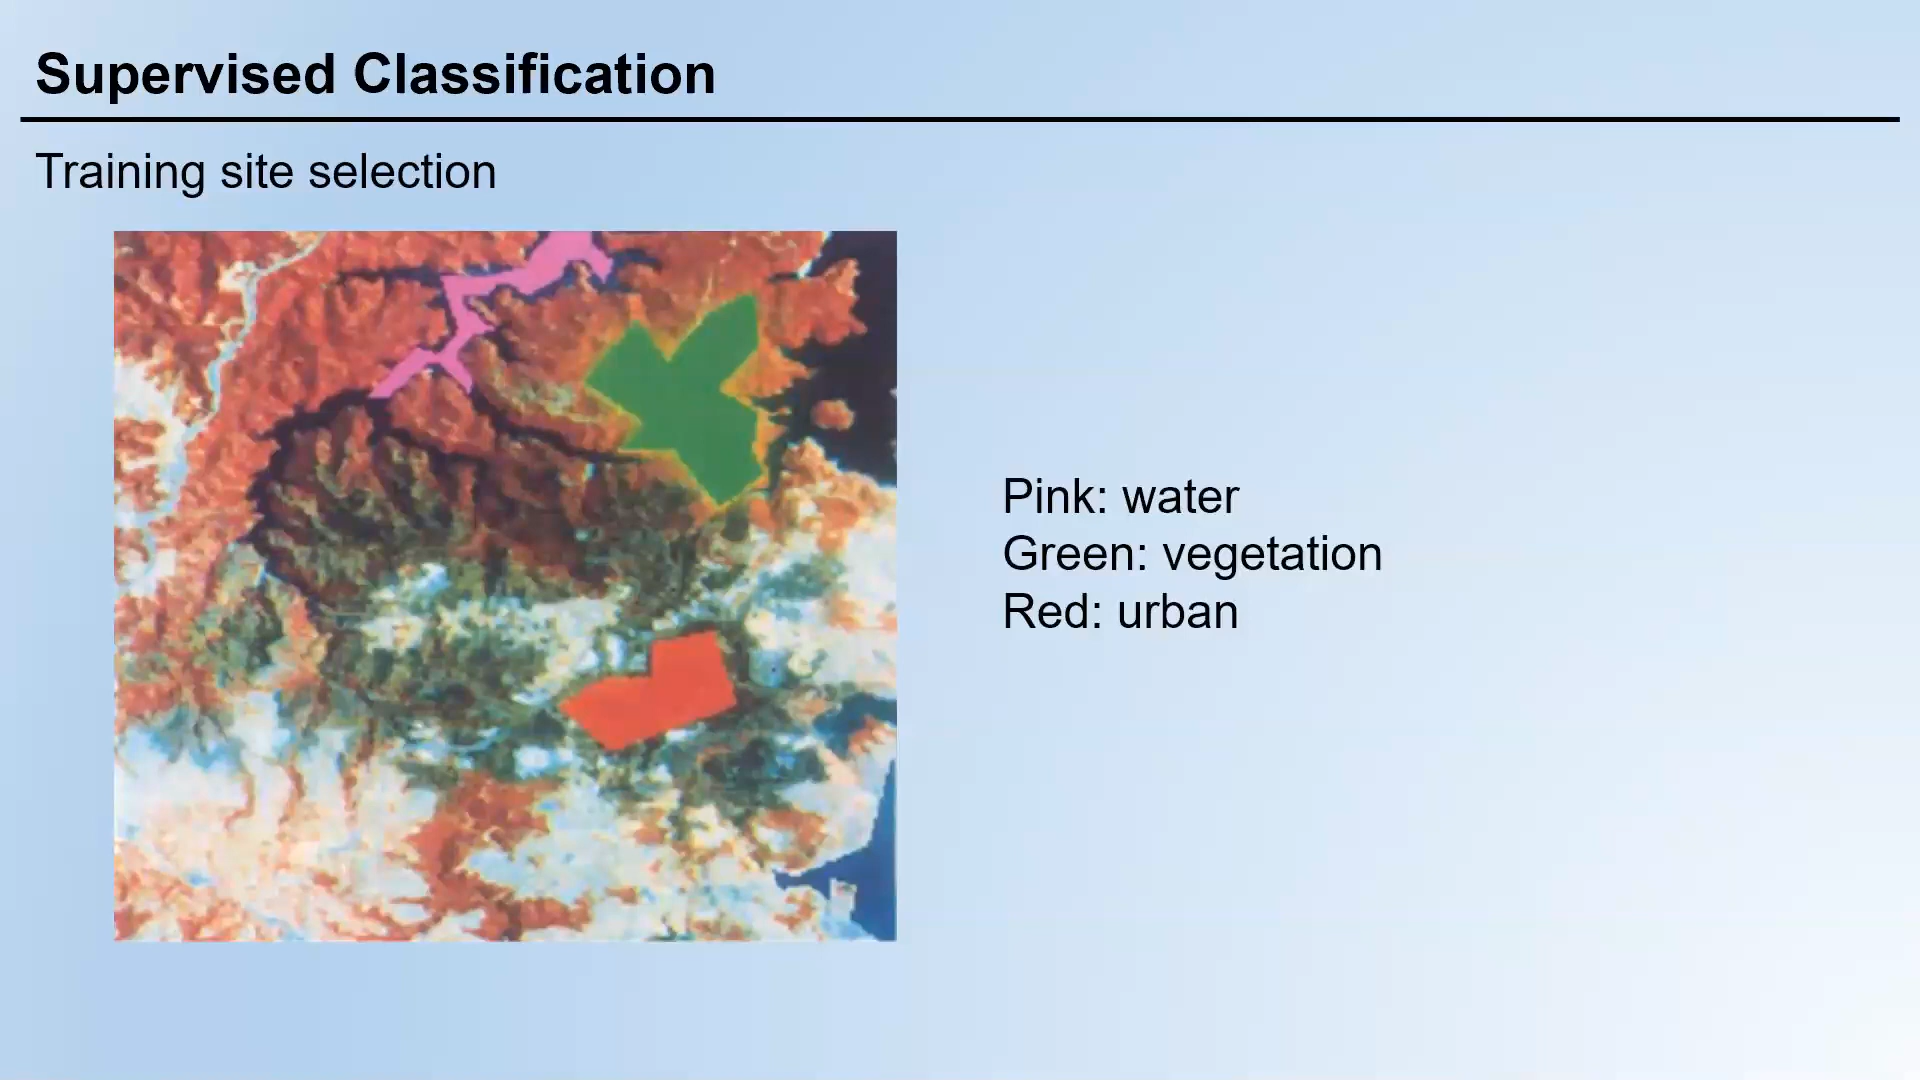 Supervised Classification
Training site selection
Pink: water
Green: vegetation
Red: urban